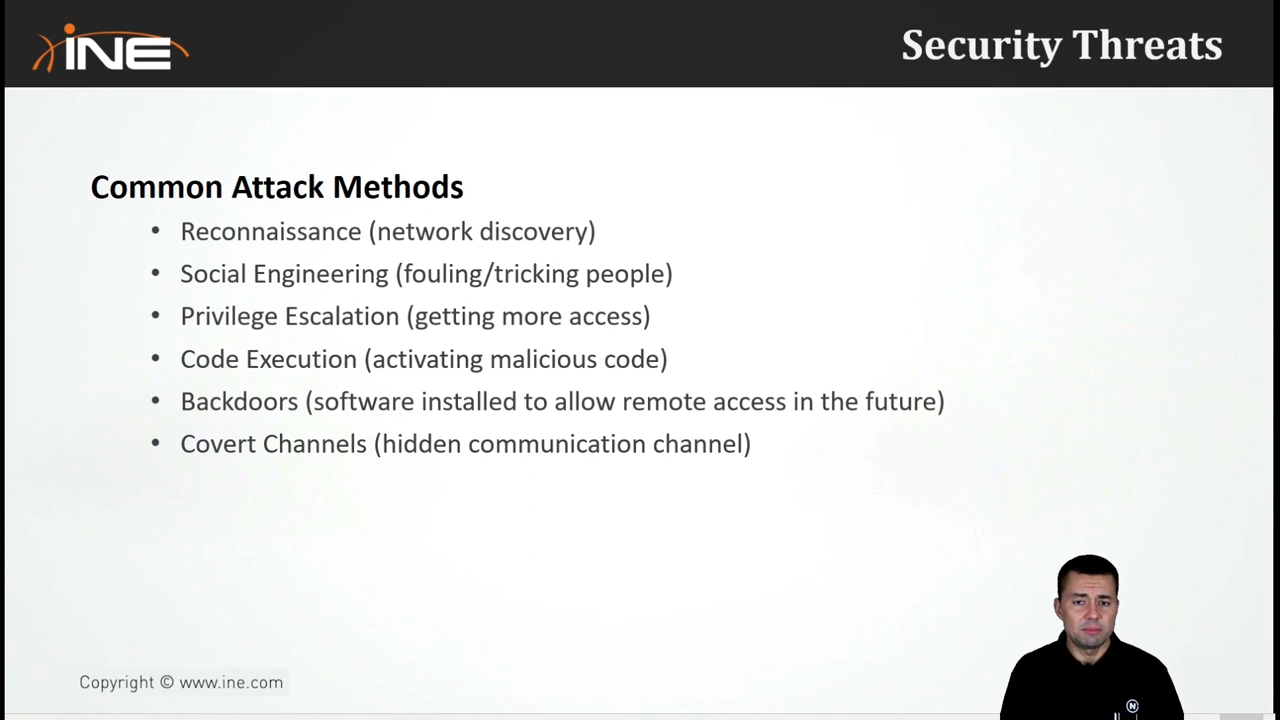 INE
Security Threats
Common Attack Methods
• Reconnaissance (network discovery)
• Social Engineering (fouling/tricking people)
• Privilege Escalation (getting more access)
• Code Execution (activating malicious code)
• Backdoors (software installed to allow remote access in the future)
• Covert Channels (hidden communication channel)
Copyright © www.ine.com
N